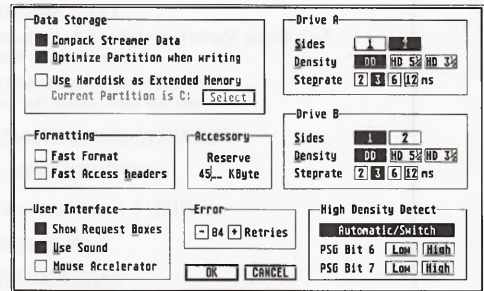 Data Storage
Compack Streamer Data
Optimize Partition when writing
Use Harddisk as Extended Memory
Current Partition is C: Select
Drive A
Sides 1 2
Density DD HD 5¼ HD 3½
Steprate 2 3 6 12 ms
Drive B
Sides 1 2
Density DD HD 5¼ HD 3½
Steprate 2 3 6 12 ms
Formatting
Fast Format
Fast Access headers
Accessory
Reserve
45__ KByte
User Interface
Show Request Boxes
Use Sound
Mouse Accelerator
Error
- 04 + Retries
OK CANCEL
High Density Detect
Automatic/Switch
PSG Bit 6 Low High
PSG Bit 7 Low High